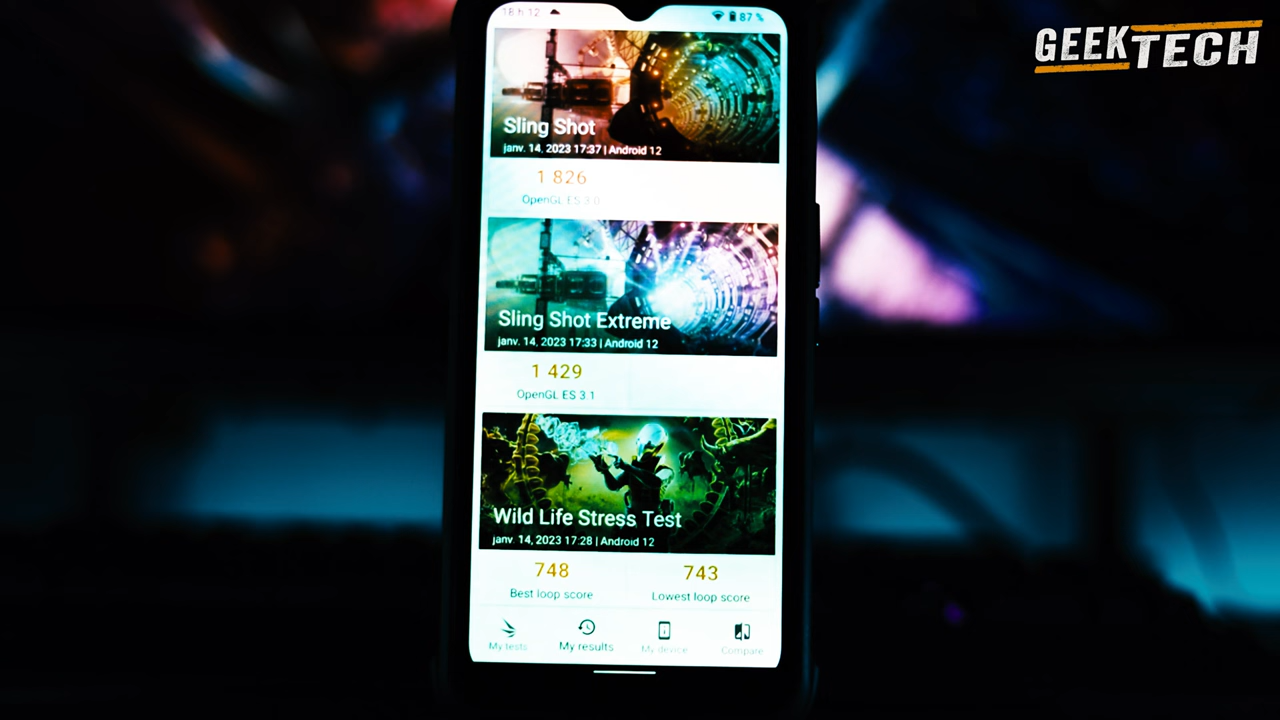 GEEKTECH
18 h 12
87 %
Sling Shot
janv. 14, 2023 17:37 | Android 12
1 826
OpenGL ES 3.0
Sling Shot Extreme
janv. 14, 2023 17:33 | Android 12
1 429
OpenGL ES 3.1
Wild Life Stress Test
janv. 14, 2023 17:28 | Android 12
748 743
Best loop score Lowest loop score
My tests My results My device Compare